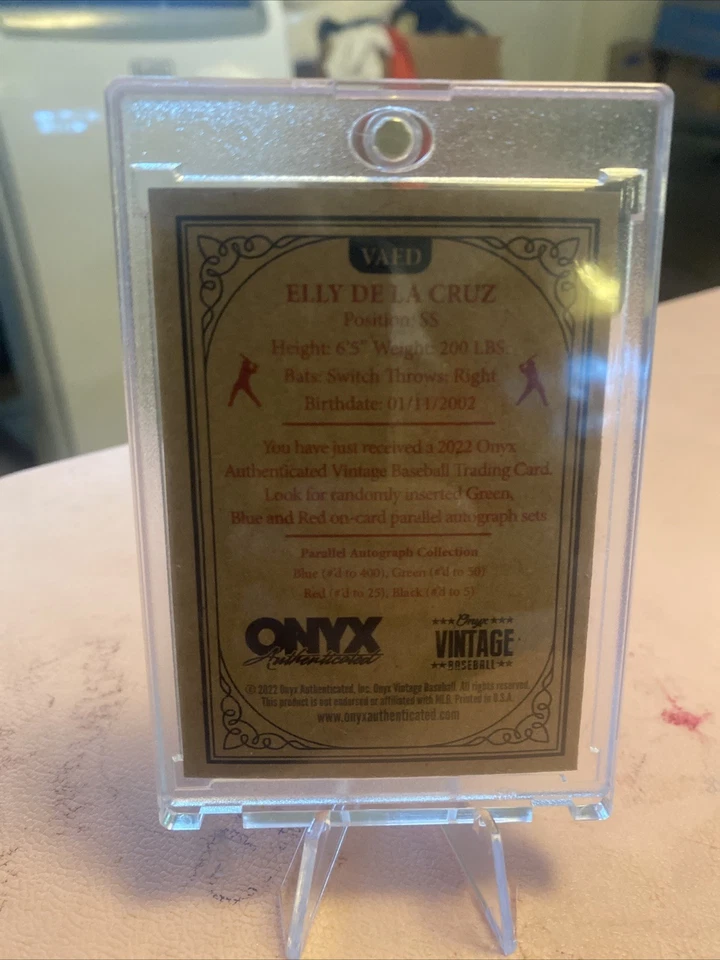 VAED
ELLY DE LA CRUZ
Position: SS
Height: 6'5" Weight: 200 LBS.
Bats: Switch Throws: Right
Birthdate: 01/11/2002
You have just received a 2022 Onyx
Authenticated Vintage Baseball Trading Card.
Look for randomly inserted Green,
Blue and Red on-card parallel autograph sets.
Parallel Autograph Collection
Blue (#'d to 400), Green (#'d to 50)
Red (#'d to 25), Black (#'d to 5)
ONYX
Authenticated
Onyx
VINTAGE
BASEBALL
© 2022 Onyx Authenticated, Inc. Onyx Vintage Baseball. All rights reserved.
This product is not endorsed or affiliated with MLB. Printed in U.S.A.
www.onyxauthenticated.com